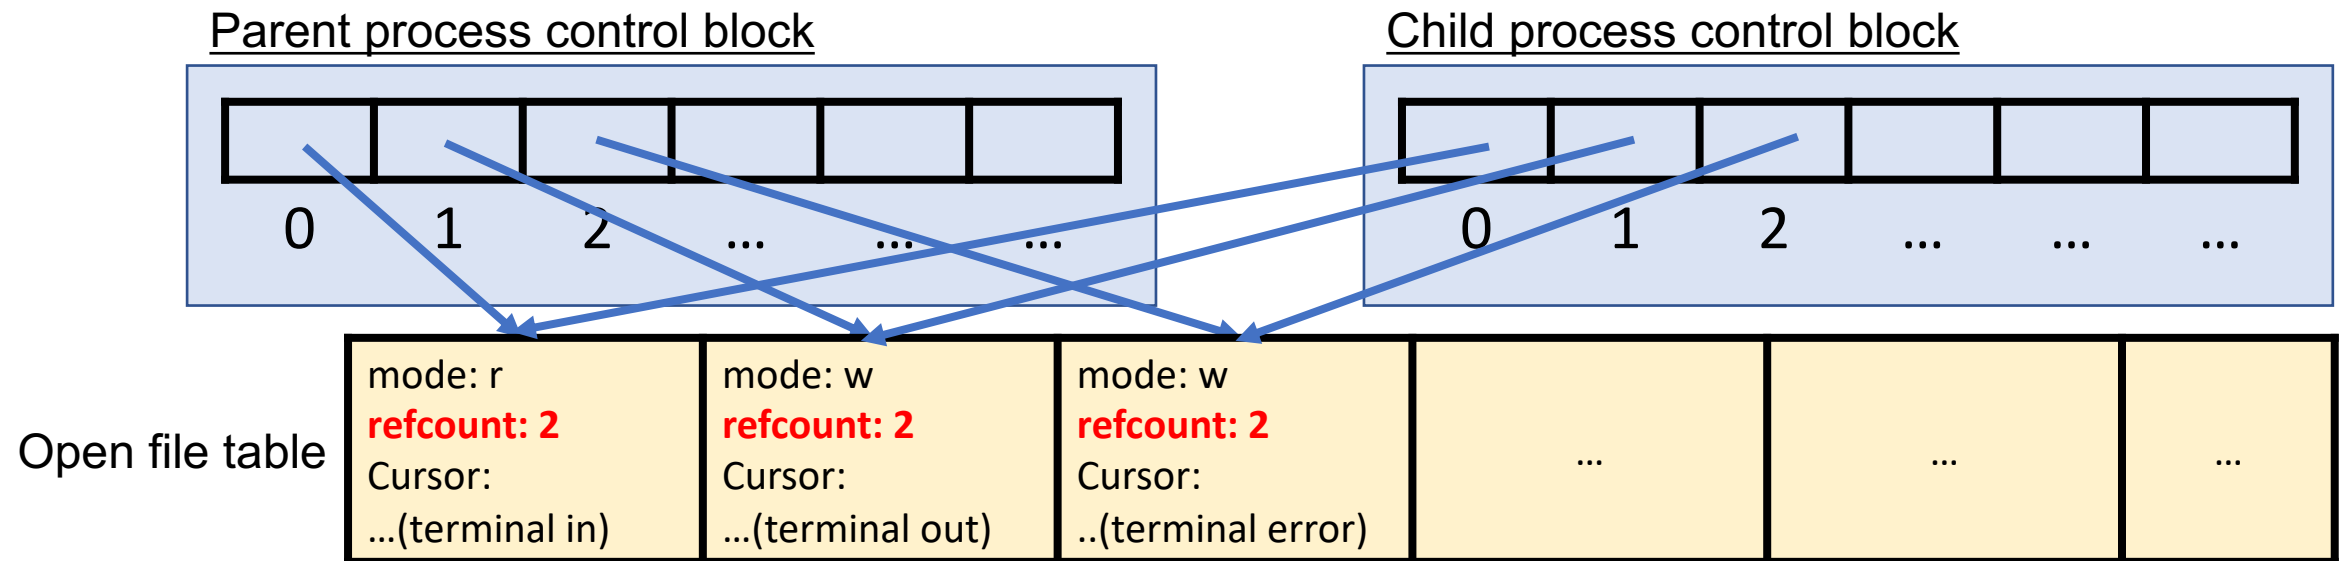 Parent process control block
Child process control block
0 1 2 ... ... ...
0 1 2 ... ... ...
Open file table
mode: r
refcount: 2
Cursor:
...(terminal in)
mode: w
refcount: 2
Cursor:
...(terminal out)
mode: w
refcount: 2
Cursor:
..(terminal error)
...
...
...